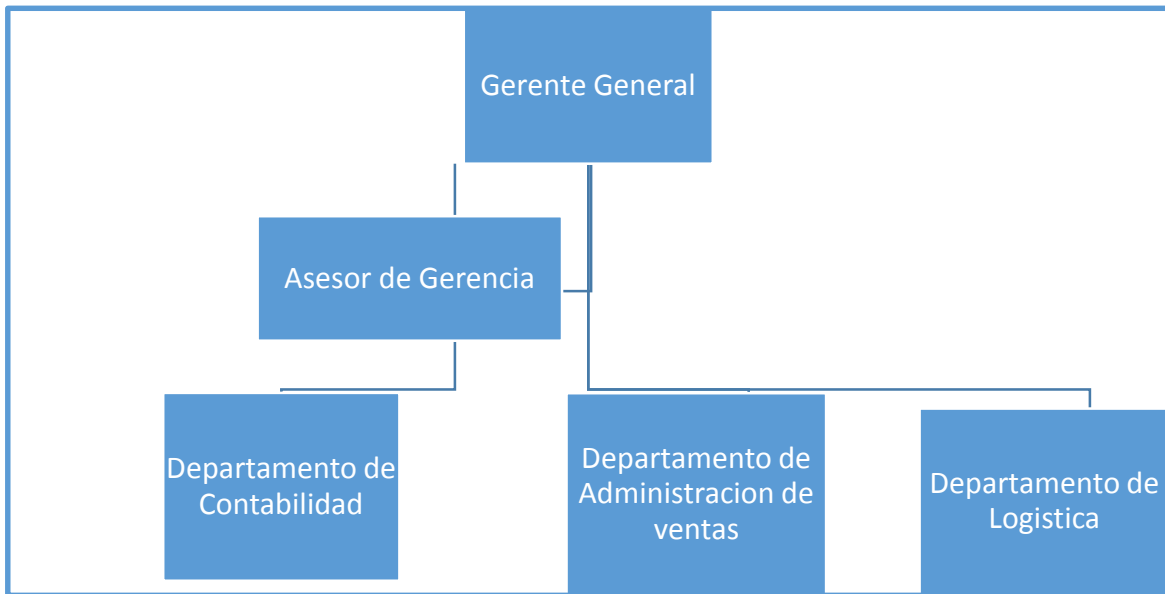 Gerente General
Asesor de Gerencia
Departamento de
Contabilidad
Departamento de
Administracion de
ventas
Departamento de
Logistica